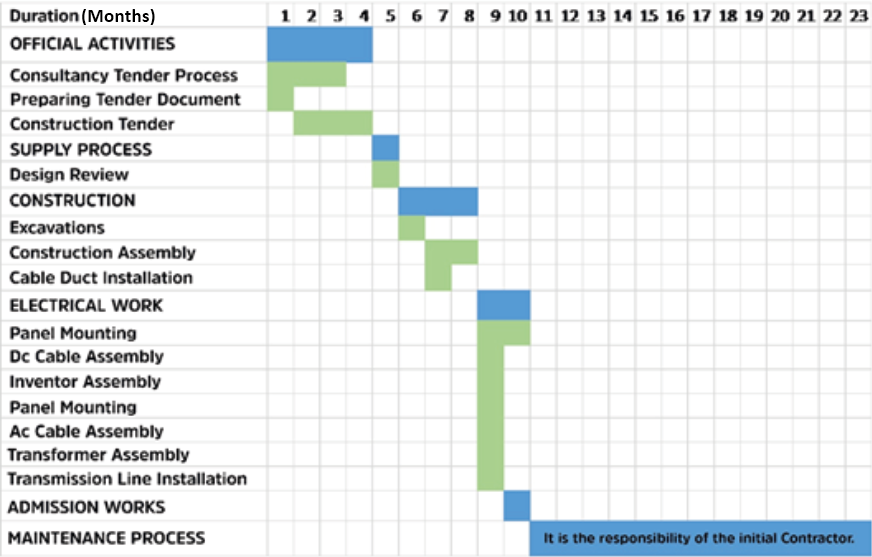 Duration (Months) 1 2 3 4 5 6 7 8 9 10 11 12 13 14 15 16 17 18 19 20 21 22 23
OFFICIAL ACTIVITIES
Consultancy Tender Process
Preparing Tender Document
Construction Tender
SUPPLY PROCESS
Design Review
CONSTRUCTION
Excavations
Construction Assembly
Cable Duct Installation
ELECTRICAL WORK
Panel Mounting
Dc Cable Assembly
Inventor Assembly
Panel Mounting
Ac Cable Assembly
Transformer Assembly
Transmission Line Installation
ADMISSION WORKS
MAINTENANCE PROCESS It is the responsibility of the initial Contractor.